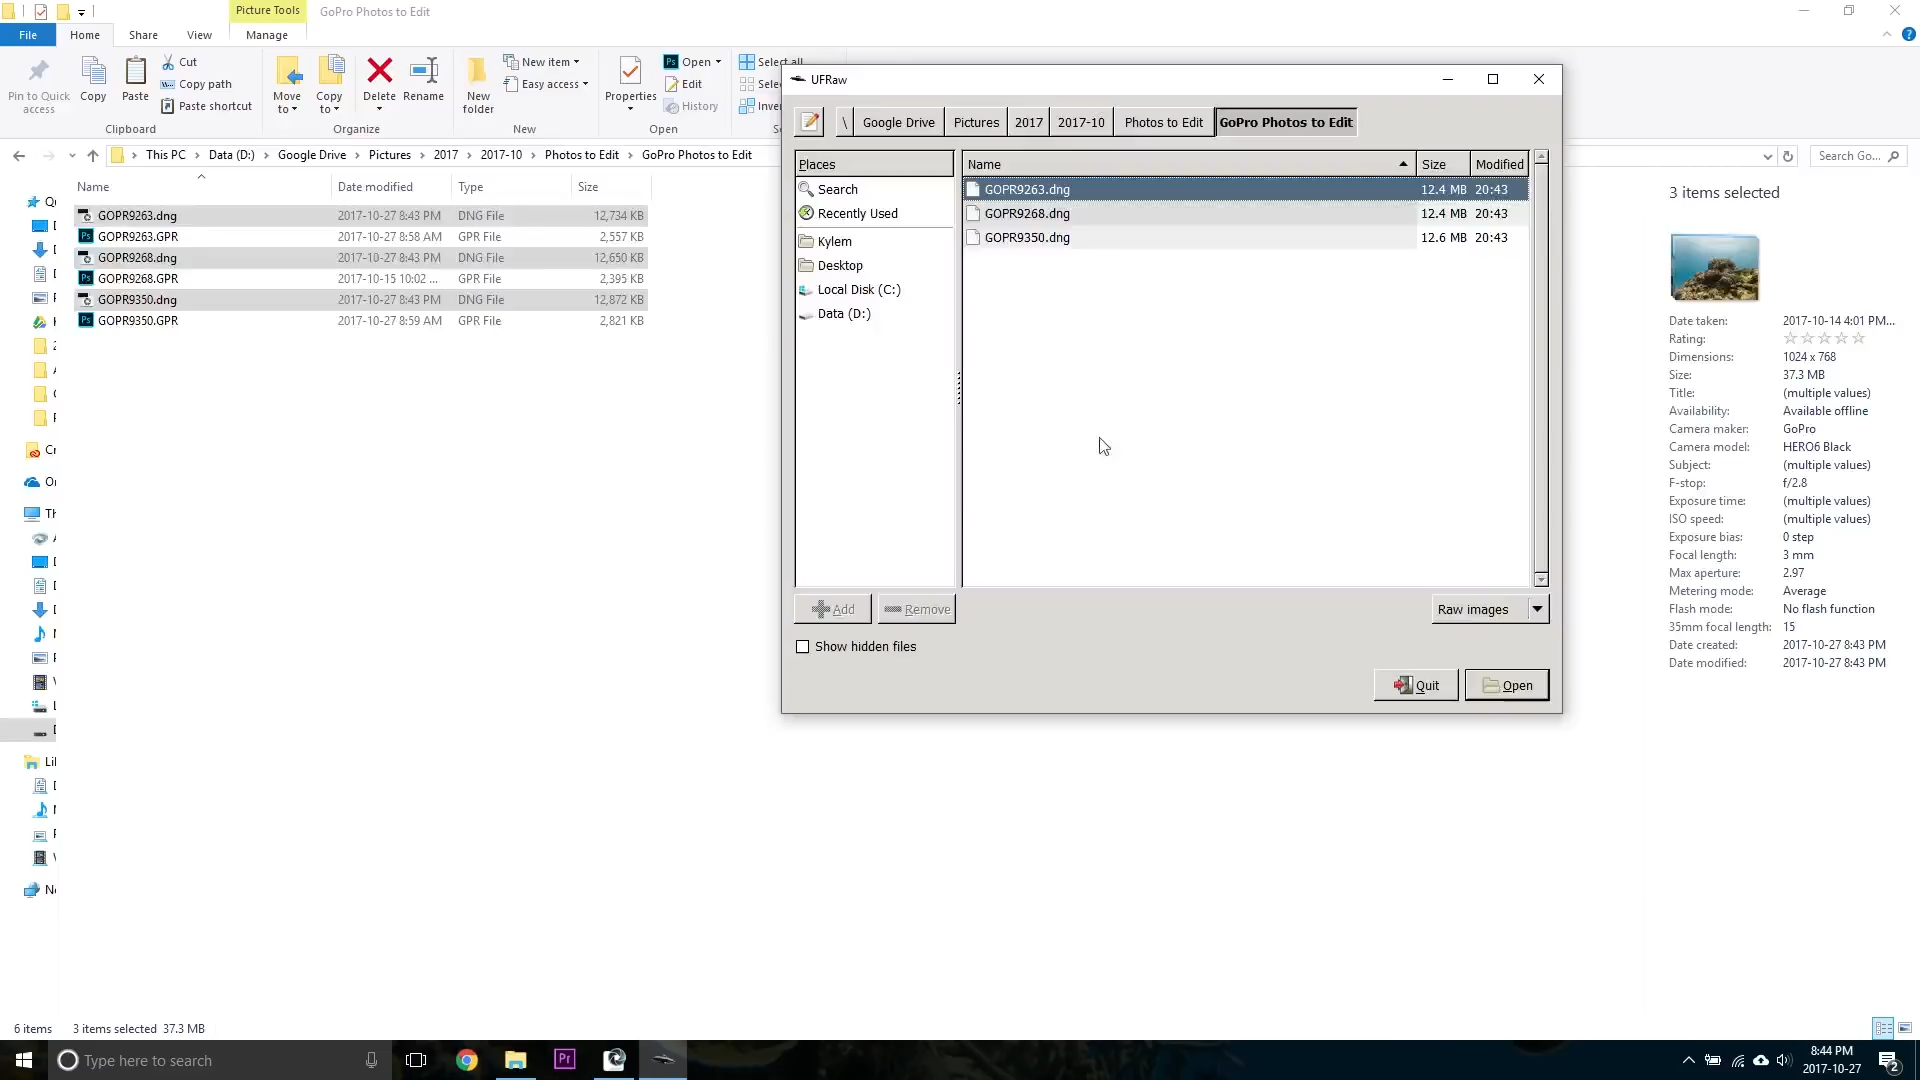 Picture Tools GoPro Photos to Edit
File Home Share View Manage
Pin to Quick access
Copy
Paste
Cut
Copy path
Paste shortcut
Clipboard
Move to
Copy to
Delete
Rename
Organize
New folder
New item
Easy access
New
Properties
Open
Edit
History
Open
Select all
This PC Data (D:) Google Drive Pictures 2017 2017-10 Photos to Edit GoPro Photos to Edit
Search Go...
Name Date modified Type Size
GOPR9263.dng 2017-10-27 8:43 PM DNG File 12,734 KB
GOPR9263.GPR 2017-10-27 8:58 AM GPR File 2,557 KB
GOPR9268.dng 2017-10-27 8:43 PM DNG File 12,650 KB
GOPR9268.GPR 2017-10-15 10:02 ... GPR File 2,395 KB
GOPR9350.dng 2017-10-27 8:43 PM DNG File 12,872 KB
GOPR9350.GPR 2017-10-27 8:59 AM GPR File 2,821 KB
UFRaw
\ Google Drive Pictures 2017 2017-10 Photos to Edit GoPro Photos to Edit
Places
Search
Recently Used
Kylem
Desktop
Local Disk (C:)
Data (D:)
Name Size Modified
GOPR9263.dng 12.4 MB 20:43
GOPR9268.dng 12.4 MB 20:43
GOPR9350.dng 12.6 MB 20:43
Add Remove
Raw images
Show hidden files
Quit Open
3 items selected
Date taken: 2017-10-14 4:01 PM...
Rating:
Dimensions: 1024 x 768
Size: 37.3 MB
Title: (multiple values)
Availability: Available offline
Camera maker: GoPro
Camera model: HERO6 Black
Subject: (multiple values)
F-stop: f/2.8
Exposure time: (multiple values)
ISO speed: (multiple values)
Exposure bias: 0 step
Focal length: 3 mm
Max aperture: 2.97
Metering mode: Average
Flash mode: No flash function
35mm focal length: 15
Date created: 2017-10-27 8:43 PM
Date modified: 2017-10-27 8:43 PM
6 items 3 items selected 37.3 MB
Type here to search
Pr
8:44 PM
2017-10-27
2